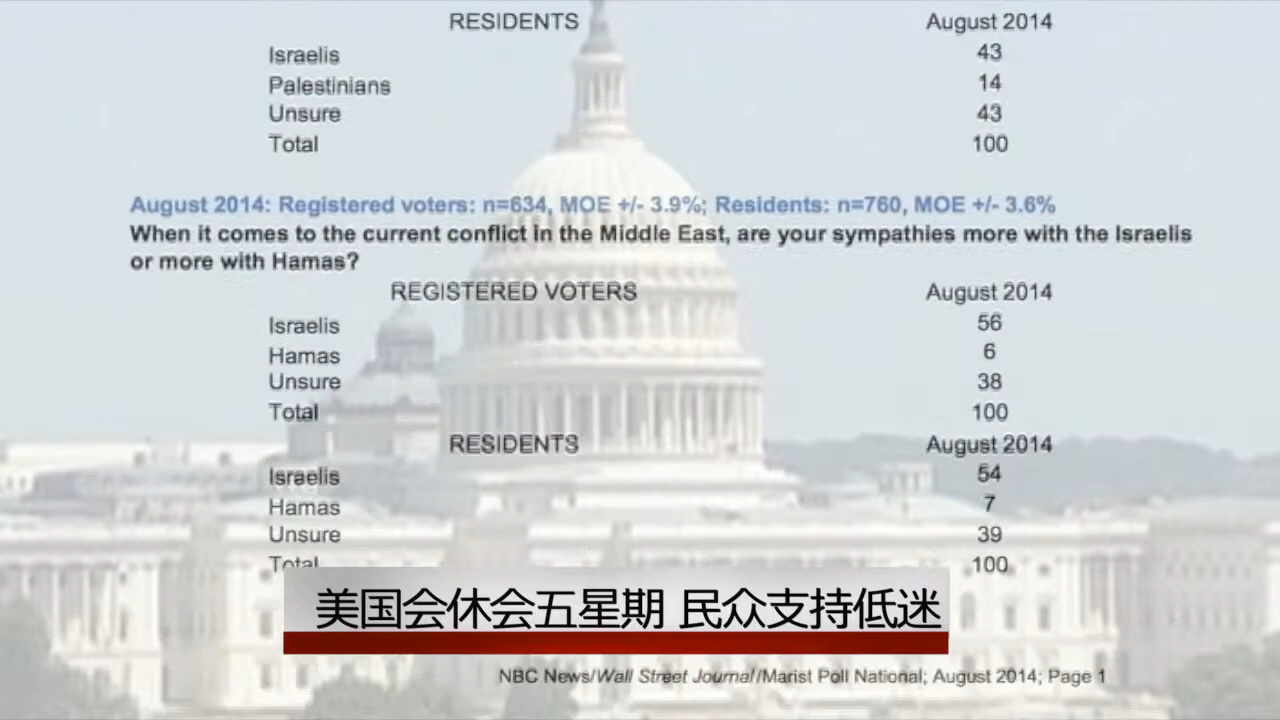 RESIDENTS August 2014
Israelis 43
Palestinians 14
Unsure 43
Total 100
August 2014: Registered voters: n=634, MOE +/- 3.9%; Residents: n=760, MOE +/- 3.6%
When it comes to the current conflict in the Middle East, are your sympathies more with the Israelis
or more with Hamas?
REGISTERED VOTERS August 2014
Israelis 56
Hamas 6
Unsure 38
Total 100
RESIDENTS August 2014
Israelis 54
Hamas 7
Unsure 39
Total 100
美国会休会五星期 民众支持低迷
NBC News/Wall Street Journal/Marist Poll National; August 2014; Page 1